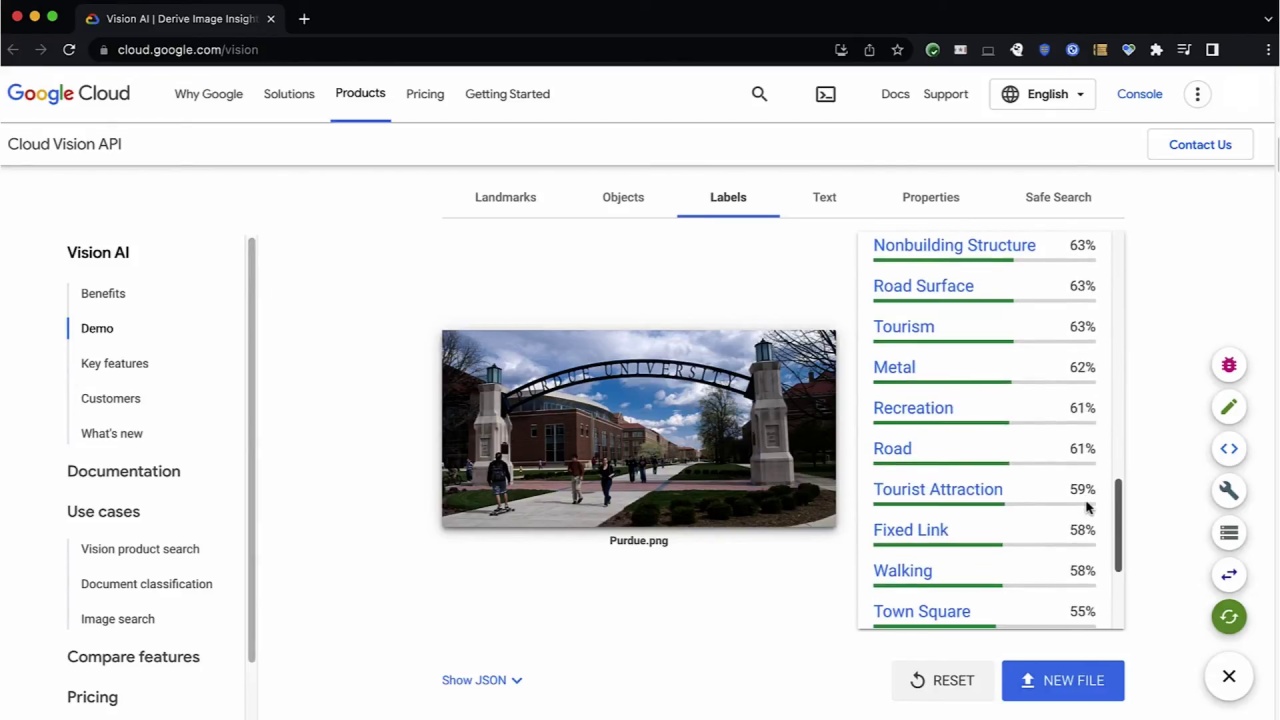 Vision AI | Derive Image Insight
cloud.google.com/vision
Google Cloud
Why Google
Solutions
Products
Pricing
Getting Started
Docs
Support
English
Console
Cloud Vision API
Contact Us
Landmarks
Objects
Labels
Text
Properties
Safe Search
Vision AI
Benefits
Demo
Key features
Customers
What's new
Documentation
Use cases
Vision product search
Document classification
Image search
Compare features
Pricing
PURDUE UNIVERSITY
Purdue.png
Nonbuilding Structure 63%
Road Surface 63%
Tourism 63%
Metal 62%
Recreation 61%
Road 61%
Tourist Attraction 59%
Fixed Link 58%
Walking 58%
Town Square 55%
Show JSON
RESET
NEW FILE